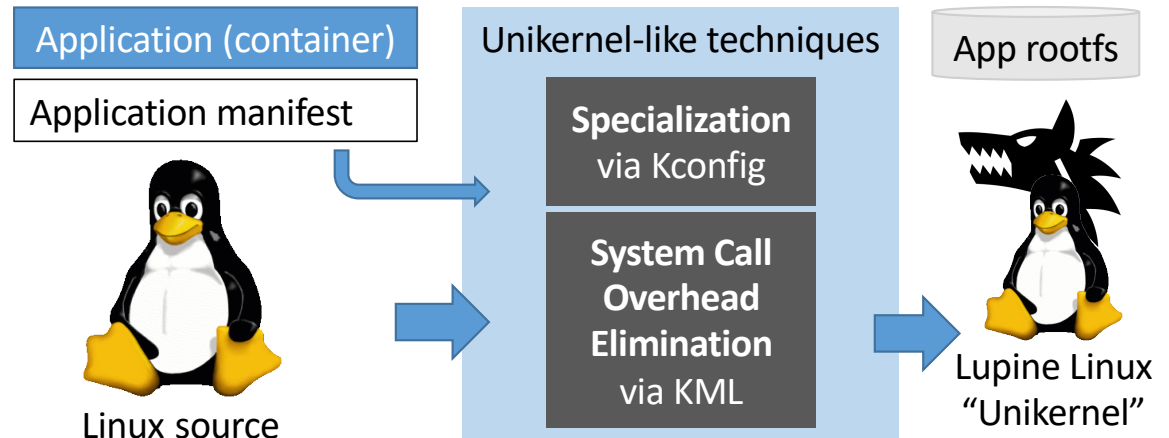 Application (container)
Application manifest
Linux source
Unikernel-like techniques
Specialization
via Kconfig
System Call
Overhead
Elimination
via KML
App rootfs
Lupine Linux
“Unikernel”